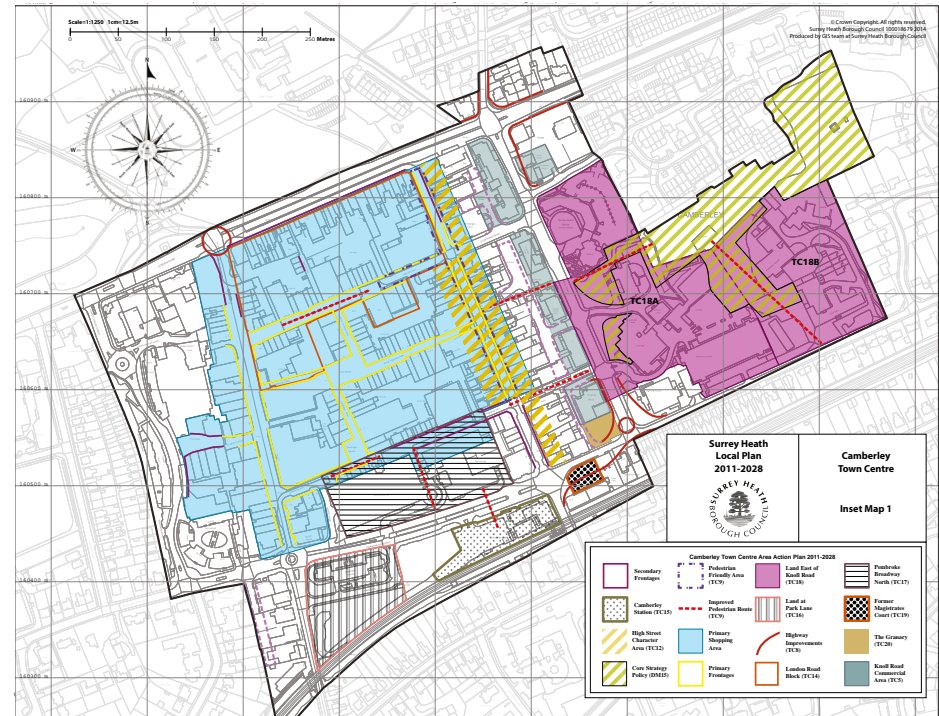 Scale=1:1250 1cm=12.5m
0 50 100 150 200 250 Metres
© Crown Copyright. All rights reserved.
Surrey Heath Borough Council 100018679 2014
Produced by GIS team at Surrey Heath Borough Council
N
W
E
S
160900 m
160800 m
160700 m
160600 m
160500 m
160400 m
160300 m
CAMBERLEY
TC18A
TC18B
Surrey Heath
Local Plan
2011-2028
SURREY HEATH
BOROUGH COUNCIL
Camberley
Town Centre
Inset Map 1
Camberley Town Centre Area Action Plan 2011-2028
Secondary
Frontages
Pedestrian
Friendly Area
(TC9)
Land East of
Knoll Road
(TC18)
Pembroke
Broadway
North (TC17)
Camberley
Station (TC15)
Improved
Pedestrian Route
(TC9)
Land at
Park Lane
(TC16)
Former
Magistrates
Court (TC19)
High Street
Character
Area (TC12)
Primary
Shopping
Area
Highway
Improvements
(TC8)
The Granary
(TC20)
Core Strategy
Policy (DM15)
Primary
Frontages
London Road
Block (TC14)
Knoll Road
Commercial
Area (TC5)